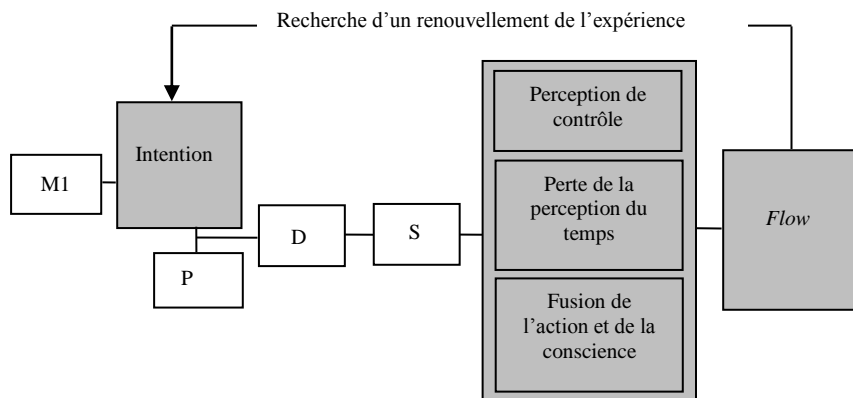 Recherche d’un renouvellement de l’expérience
M1
Intention
P
D
S
Perception de
contrôle
Perte de la
perception du
temps
Fusion de
l’action et de la
conscience
Flow